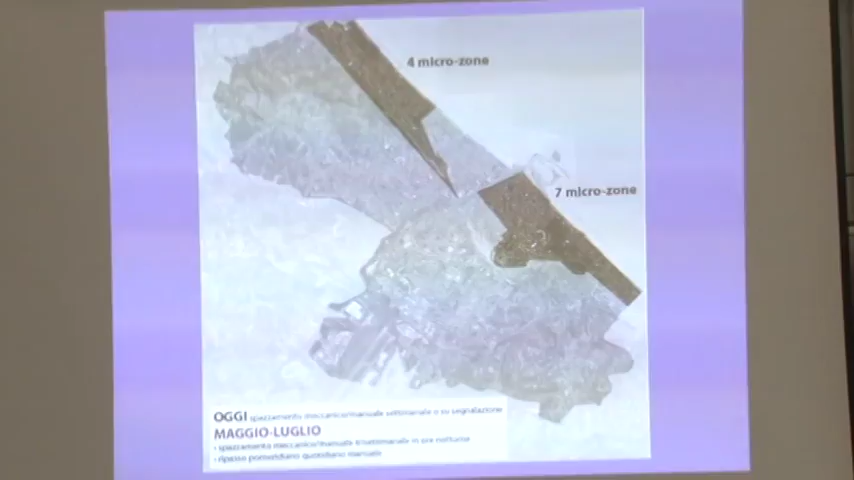 4 micro-zone
7 micro-zone
OGGI spazzamento meccanico/manuale settimanale o su segnalazione
MAGGIO-LUGLIO
• spazzamento meccanico/manuale trisettimanale in ore notturne
• ripasso pomeridiano quotidiano manuale